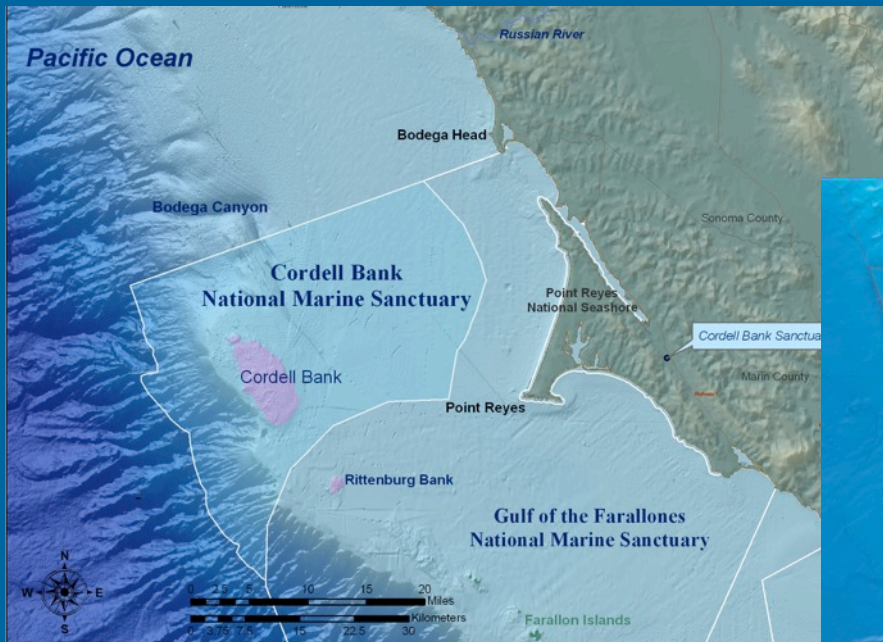 Russian River
Pacific Ocean
Bodega Head
Bodega Canyon
Sonoma County
Cordell Bank
National Marine Sanctuary
Point Reyes
National Seashore
Cordell Bank Sanctua
Cordell Bank
Marin County
Point Reyes
Rittenburg Bank
Gulf of the Farallones
National Marine Sanctuary
N
W E
S
0 2.5 5 10 15 20
Miles
Kilometers
0 3.75 7.5 15 22.5 30
Farallon Islands